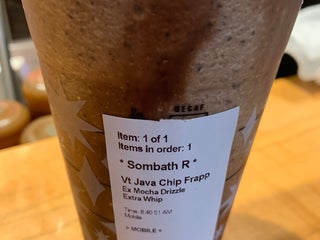 DECAF
Item: 1 of 1
Items in order: 1
* Sombath R *
Vt Java Chip Frapp
Ex Mocha Drizzle
Extra Whip
Time: 8:40:51 AM
Mobile
> MOBILE <